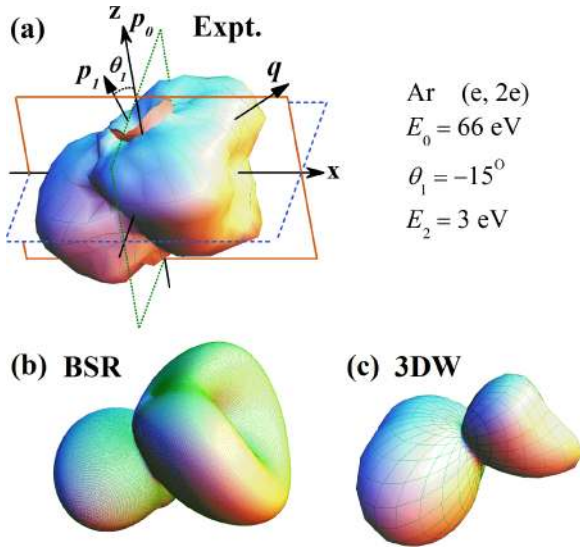 (a)
z
p₀
Expt.
p₁
θ₁
q
x
Ar (e, 2e)
E₀ = 66 eV
θ₁ = −15°
E₂ = 3 eV
(b) BSR
(c) 3DW